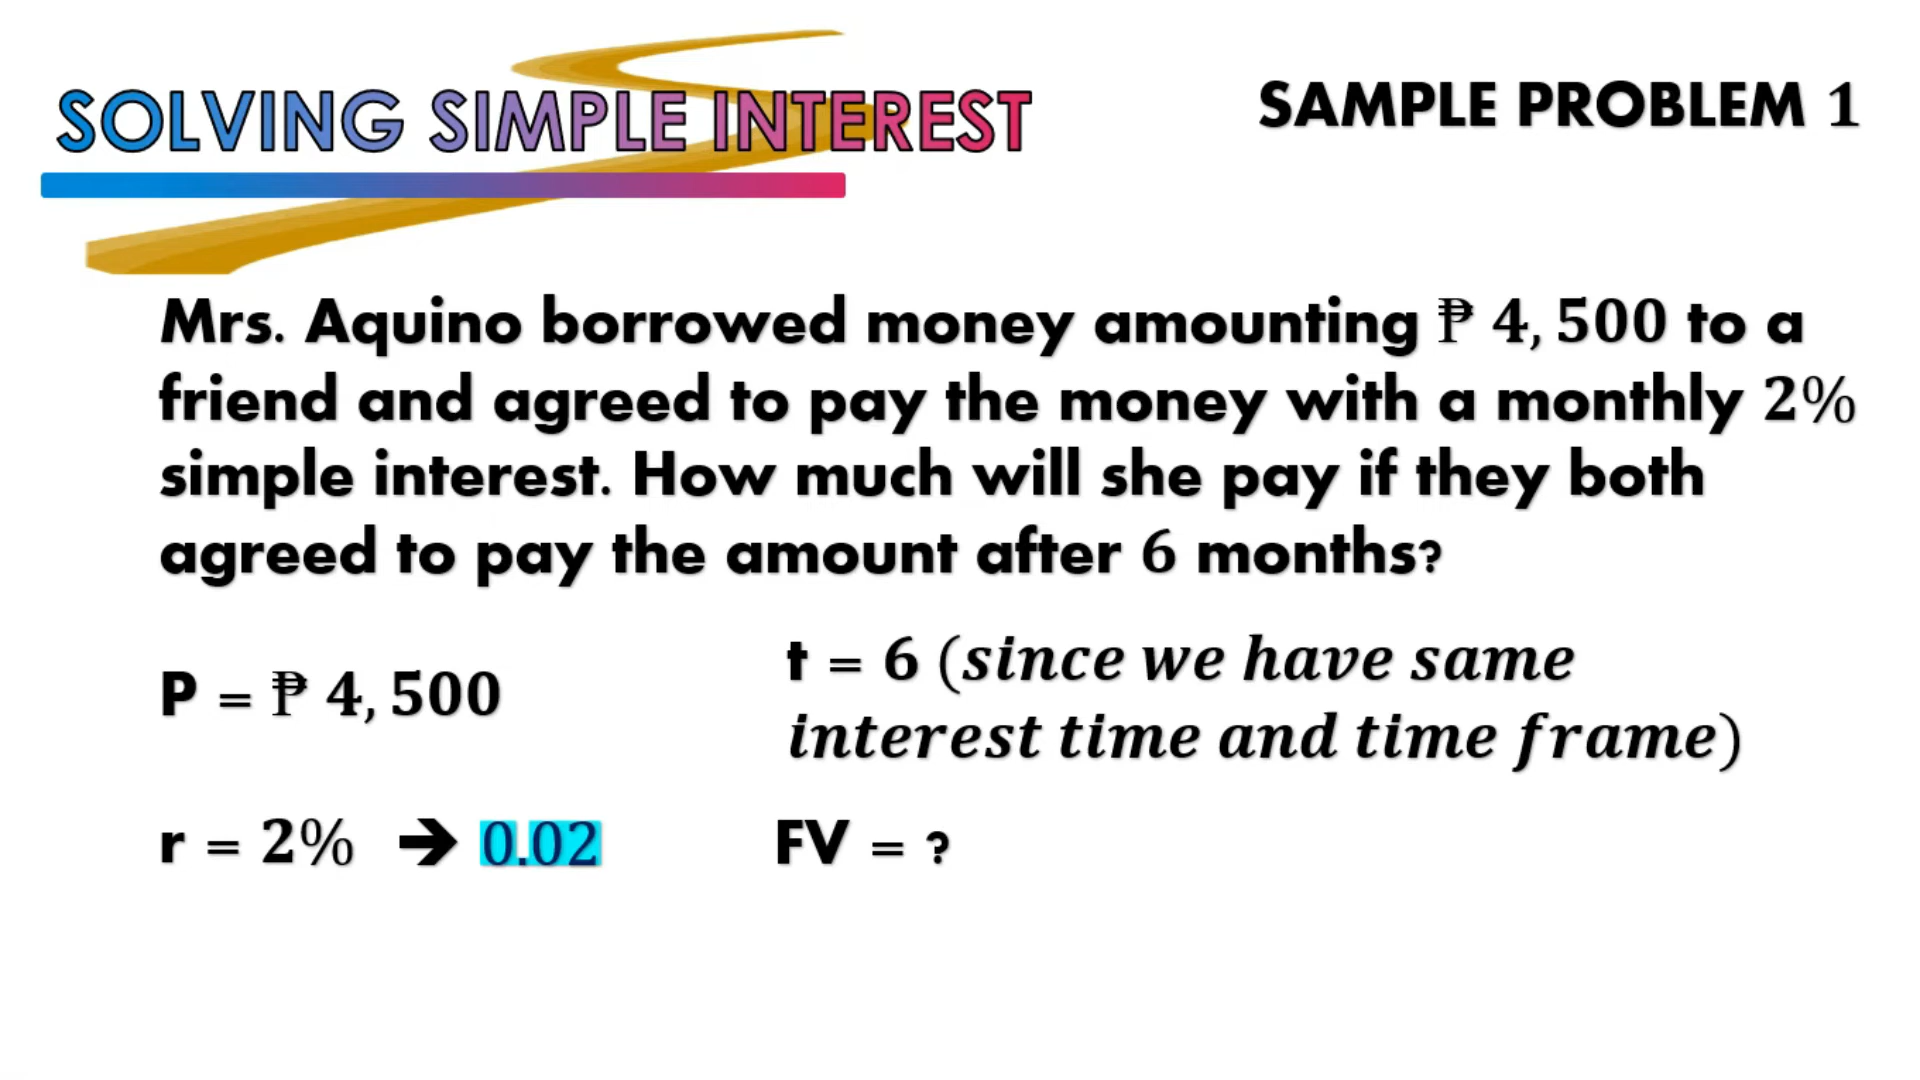 SOLVING SIMPLE INTEREST
SAMPLE PROBLEM 1
Mrs. Aquino borrowed money amounting ₱ 4,500 to a
friend and agreed to pay the money with a monthly 2%
simple interest. How much will she pay if they both
agreed to pay the amount after 6 months?
P = ₱ 4,500
t = 6 (since we have same
interest time and time frame)
r = 2% ➔ 0.02
FV = ?